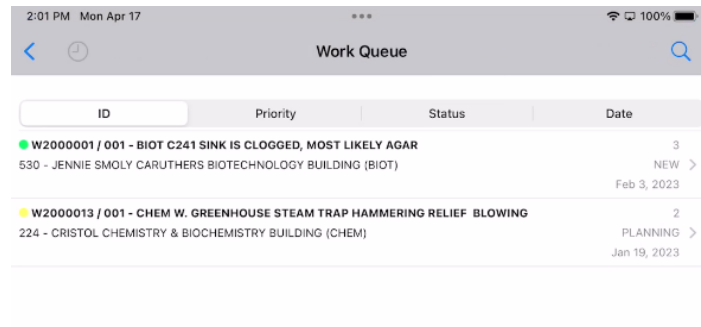 2:01 PM Mon Apr 17 100%
Work Queue
ID Priority Status Date
W2000001 / 001 - BIOT C241 SINK IS CLOGGED, MOST LIKELY AGAR 3
530 - JENNIE SMOLY CARUTHERS BIOTECHNOLOGY BUILDING (BIOT) NEW
Feb 3, 2023
W2000013 / 001 - CHEM W. GREENHOUSE STEAM TRAP HAMMERING RELIEF BLOWING 2
224 - CRISTOL CHEMISTRY & BIOCHEMISTRY BUILDING (CHEM) PLANNING
Jan 19, 2023